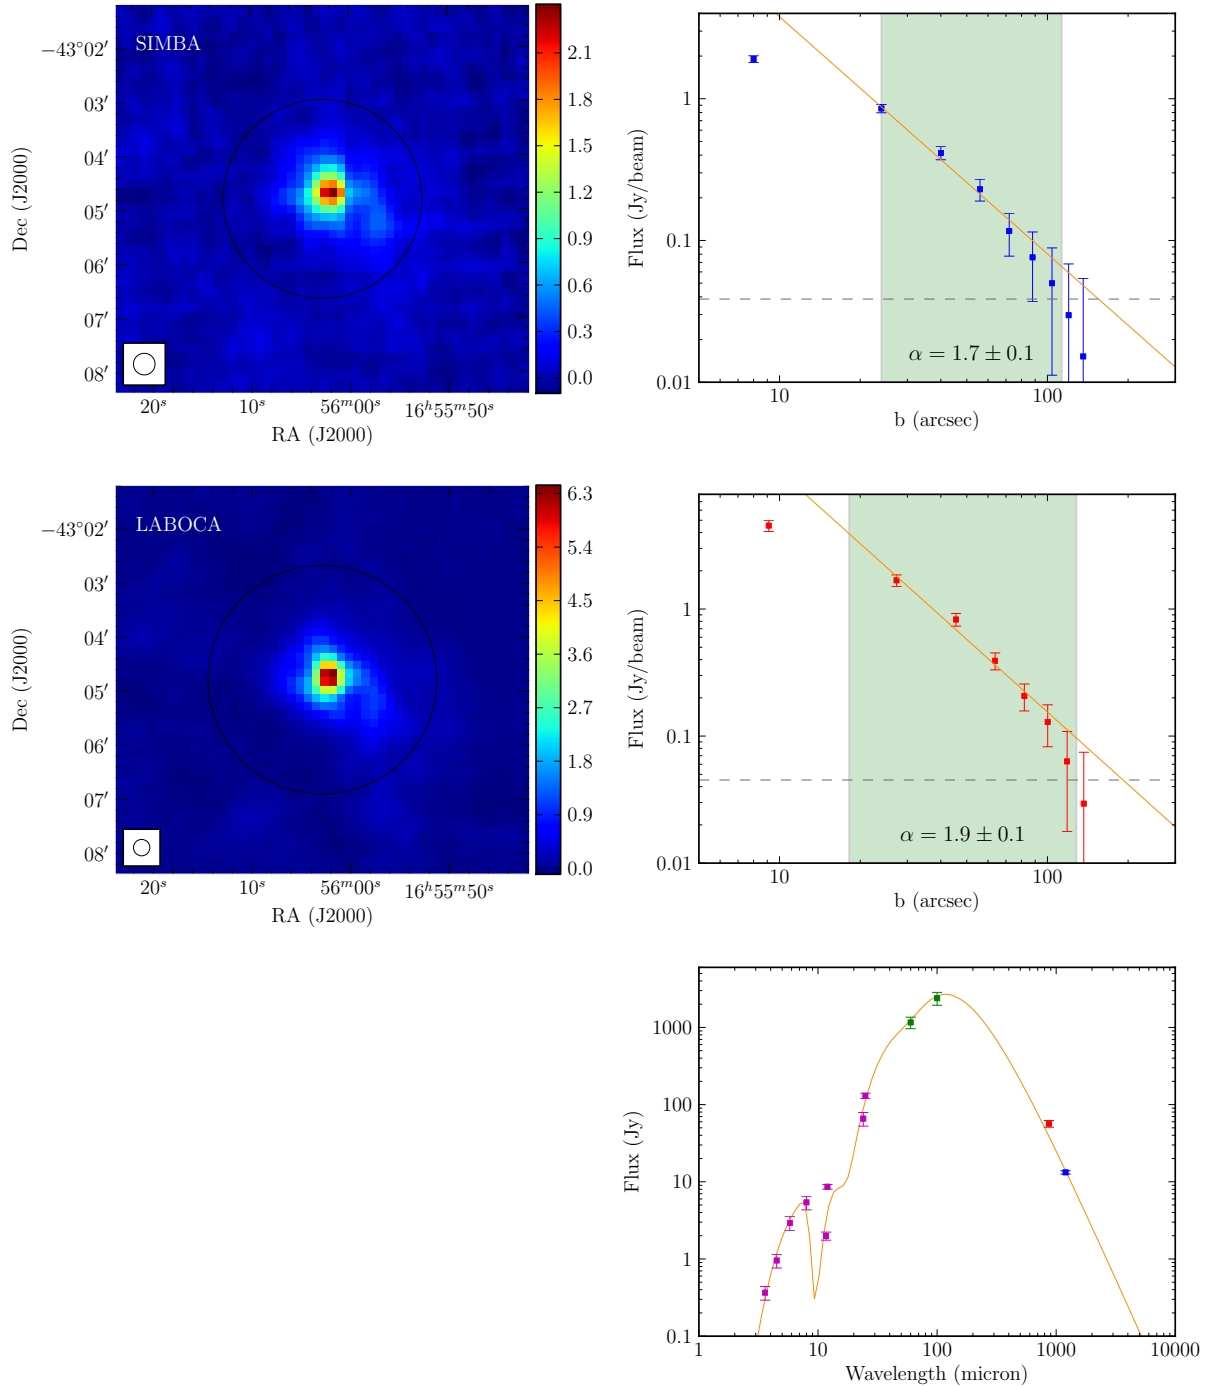 SIMBA
−43°02′
03′
04′
05′
06′
07′
08′
Dec (J2000)
20ˢ 10ˢ 56ᵐ00ˢ 16ʰ55ᵐ50ˢ
RA (J2000)
2.1
1.8
1.5
1.2
0.9
0.6
0.3
0.0
1
0.1
0.01
Flux (Jy/beam)
α = 1.7 ± 0.1
10 100
b (arcsec)
LABOCA
−43°02′
03′
04′
05′
06′
07′
08′
Dec (J2000)
20ˢ 10ˢ 56ᵐ00ˢ 16ʰ55ᵐ50ˢ
RA (J2000)
6.3
5.4
4.5
3.6
2.7
1.8
0.9
0.0
1
0.1
0.01
Flux (Jy/beam)
α = 1.9 ± 0.1
10 100
b (arcsec)
1000
100
10
1
0.1
Flux (Jy)
1 10 100 1000 10000
Wavelength (micron)